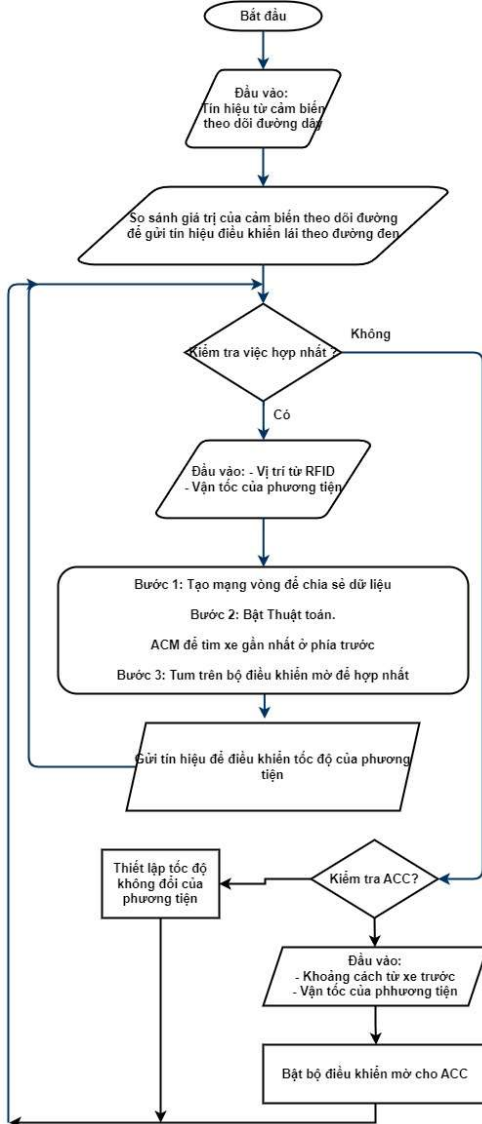 Bắt đầu
Đầu vào:
Tín hiệu từ cảm biến
theo dõi đường dây
So sánh giá trị của cảm biến theo dõi đường
để gửi tín hiệu điều khiển lái theo đường đen
Kiểm tra việc hợp nhất ?
Không
Có
Đầu vào: - Vị trí từ RFID
- Vận tốc của phương tiện
Bước 1: Tạo mạng vòng để chia sẻ dữ liệu
Bước 2: Bật Thuật toán.
ACM để tìm xe gần nhất ở phía trước
Bước 3: Tum trên bộ điều khiển mờ để hợp nhất
Gửi tín hiệu để điều khiển tốc độ của phương
tiện
Thiết lập tốc độ
không đổi của
phương tiện
Kiểm tra ACC?
Đầu vào:
- Khoảng cách từ xe trước
- Vận tốc của phhương tiện
Bật bộ điều khiển mờ cho ACC